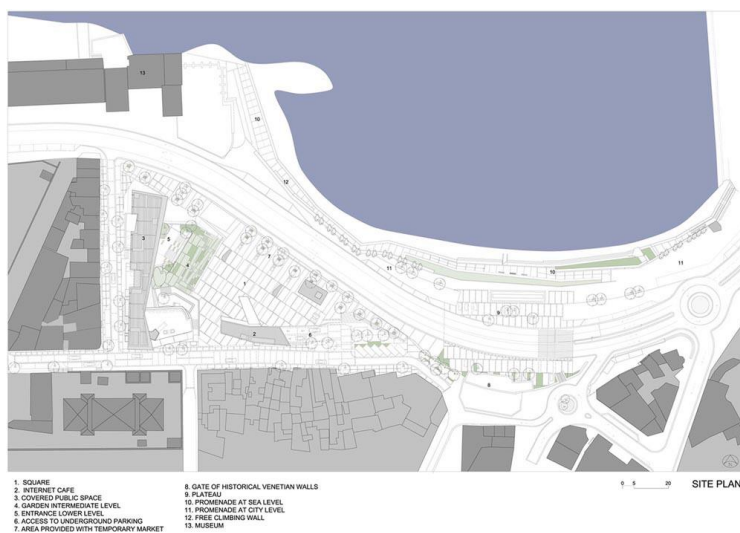 13
10
12
3
5
4
7
1
11
10
11
9
2
6
8
1. SQUARE
2. INTERNET CAFE
3. COVERED PUBLIC SPACE
4. GARDEN INTERMEDIATE LEVEL
5. ENTRANCE LOWER LEVEL
6. ACCESS TO UNDERGROUND PARKING
7. AREA PROVIDED WITH TEMPORARY MARKET
8. GATE OF HISTORICAL VENETIAN WALLS
9. PLATEAU
10. PROMENADE AT SEA LEVEL
11. PROMENADE AT CITY LEVEL
12. FREE CLIMBING WALL
13. MUSEUM
0 5 20
SITE PLAN